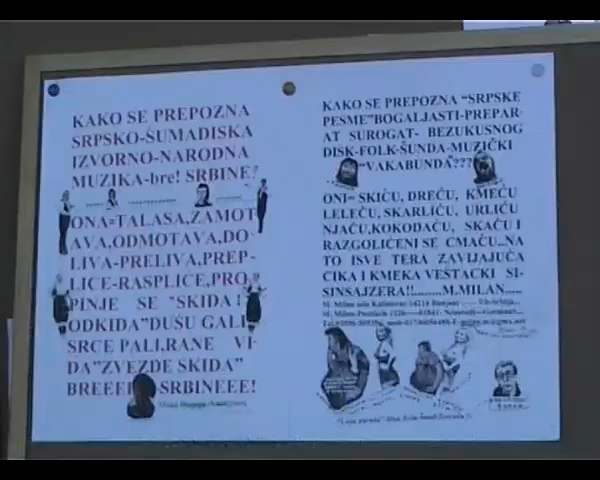 KAKO SE PREPOZNA
SRPSKO-ŠUMADISKA
IZVORNO-NARODNA
MUZIKA-bre! SRBINE?
ONA=TALASA,ZAMOT
AVA,ODMOTAVA,DO-
LIVA-PRELIVA,PREP-
LICE-RASPLICE,PRO
PINJE SE "SKIDA I
ODKIDA"DUŠU GALI
SRCE PALI.RANE VI
DA"ZVEZDE SKIDA"
BREEE SRBINEEE!
KAKO SE PREPOZNA "SRPSKE
PESME"BOGALJASTI-PREPAR-
AT SUROGAT- BEZUKUSNOG
DISK-FOLK-ŠUNDA-MUZIČKI
"VAKABUNDA???
ONI= SKIČU, DREČU, KMEČU
LELEČU, SKARLIČU, URLIČU
NJAČU,KOKODAČU, SKAČU I
RAZGOLIĆENI SE CMAČU..NA
TO ISVE TERA ZAVIJAJUĆA
CIKA I KMEKA VEŠTACKI SI-
SINSAJZERA!!.........M.MILAN.....